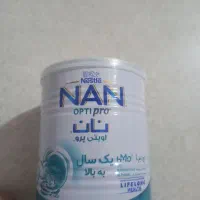 Nestlé
NAN
OPTI pro
نان
اوپتی پرو
HMO
یک سال
به بالا